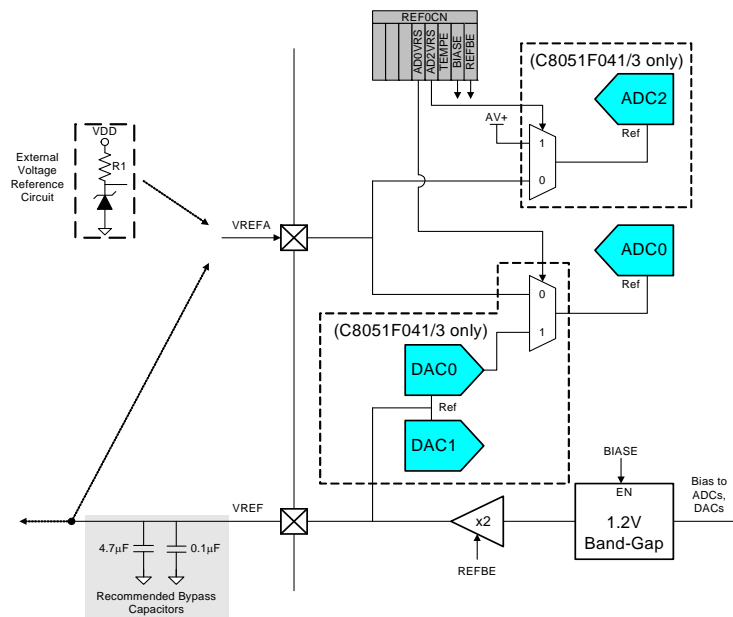 REF0CN
AD0VRS
AD2VRS
TEMPE
BIASE
REFBE
(C8051F041/3 only)
ADC2
Ref
AV+
1
0
External
Voltage
Reference
Circuit
VDD
R1
VREFA
ADC0
Ref
0
1
(C8051F041/3 only)
DAC0
Ref
DAC1
BIASE
EN
1.2V
Band-Gap
Bias to
ADCs,
DACs
x2
REFBE
VREF
4.7μF
0.1μF
Recommended Bypass
Capacitors